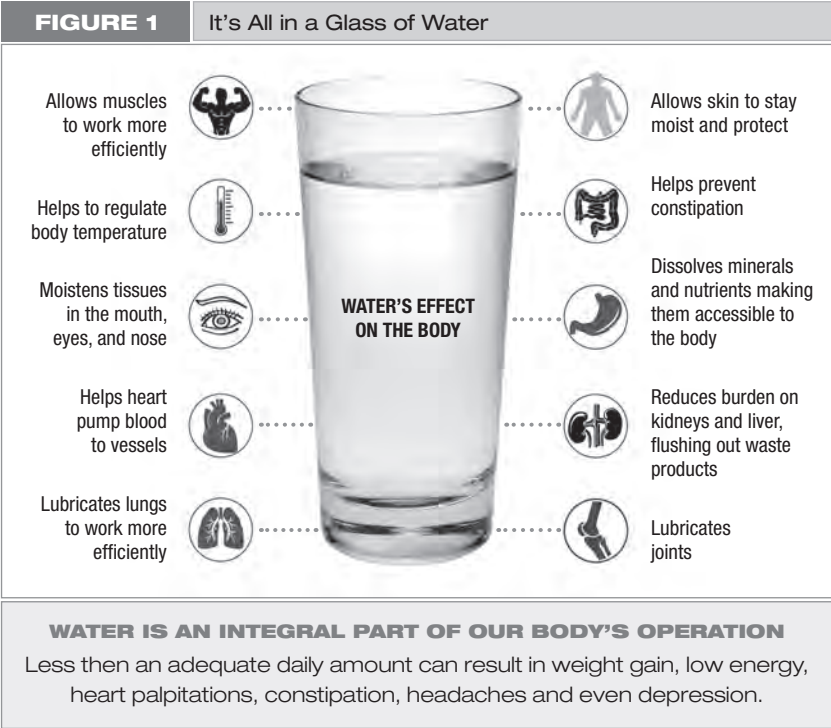 FIGURE 1
It's All in a Glass of Water
Allows muscles
to work more
efficiently
Helps to regulate
body temperature
Moistens tissues
in the mouth,
eyes, and nose
Helps heart
pump blood
to vessels
Lubricates lungs
to work more
efficiently
WATER'S EFFECT
ON THE BODY
Allows skin to stay
moist and protect
Helps prevent
constipation
Dissolves minerals
and nutrients making
them accessible to
the body
Reduces burden on
kidneys and liver,
flushing out waste
products
Lubricates
joints
WATER IS AN INTEGRAL PART OF OUR BODY'S OPERATION
Less then an adequate daily amount can result in weight gain, low energy,
heart palpitations, constipation, headaches and even depression.